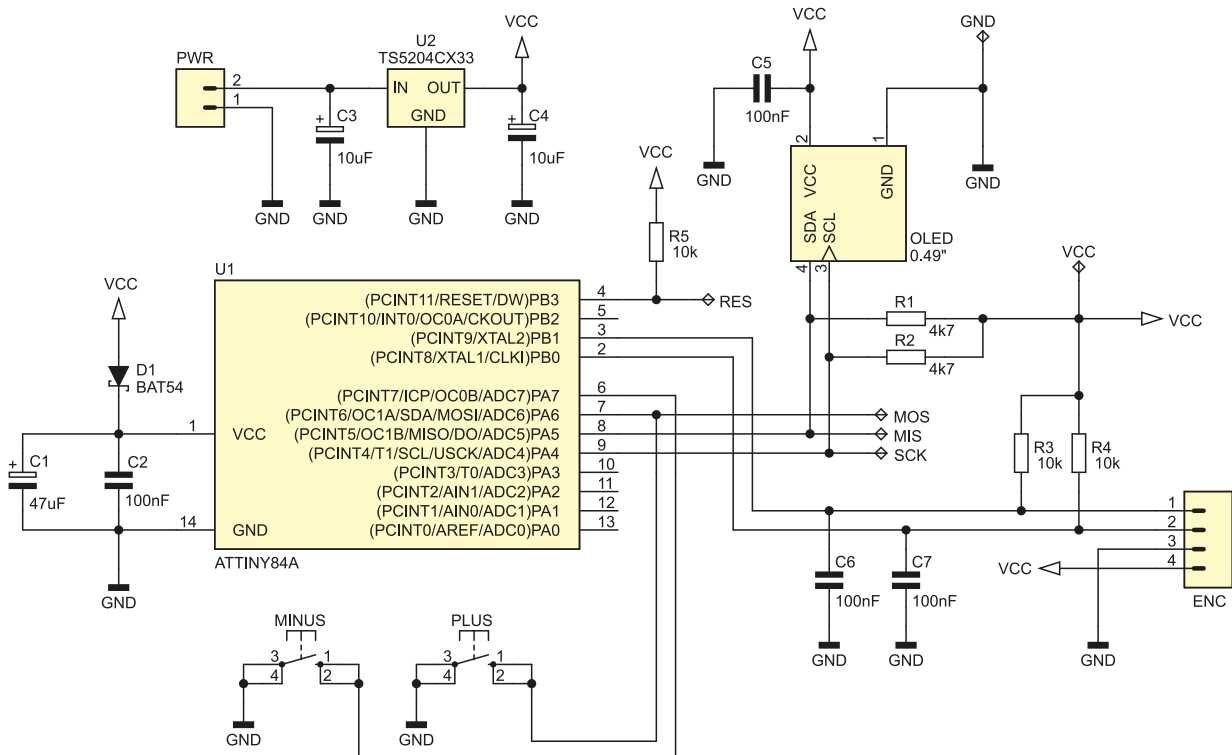 PWR
2
1
GND
C3
+
10uF
GND
U2
TS5204CX33
IN OUT
GND
GND
VCC
C4
+
10uF
GND
VCC
C5
100nF
GND
GND
GND
2
1
VCC
GND
SDA
SCL
4
3
OLED
0.49"
VCC
R5
10k
RES
R1
4k7
R2
4k7
VCC
VCC
R3
10k
R4
10k
VCC
D1
BAT54
C1
+
47uF
C2
100nF
GND
U1
1 VCC
14 GND
(PCINT11/RESET/DW)PB3 4
(PCINT10/INT0/OC0A/CKOUT)PB2 5
(PCINT9/XTAL2)PB1 3
(PCINT8/XTAL1/CLKI)PB0 2
(PCINT7/ICP/OC0B/ADC7)PA7 6
(PCINT6/OC1A/SDA/MOSI/ADC6)PA6 7
(PCINT5/OC1B/MISO/DO/ADC5)PA5 8
(PCINT4/T1/SCL/USCK/ADC4)PA4 9
(PCINT3/T0/ADC3)PA3 10
(PCINT2/AIN1/ADC2)PA2 11
(PCINT1/AIN0/ADC1)PA1 12
(PCINT0/AREF/ADC0)PA0 13
ATTINY84A
MOS
MIS
SCK
C6
100nF
GND
C7
100nF
GND
VCC
GND
1
2
3
4
ENC
MINUS
3 1
4 2
GND
PLUS
3 1
4 2
GND